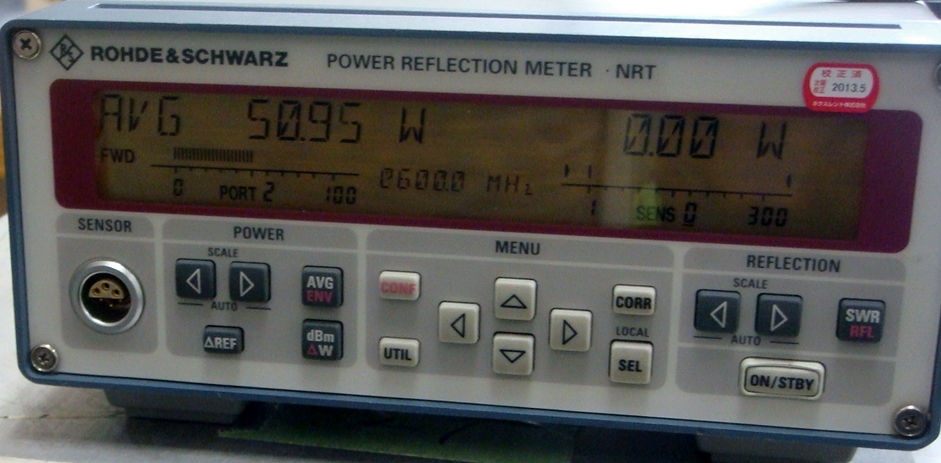 ROHDE&SCHWARZ POWER REFLECTION METER · NRT
校正済
2013.5
AVG 50.95 W 0.00 W
FWD
@600.0 MHz
0 PORT 2 100
1 SENS 0 300
SENSOR
POWER
SCALE
AUTO
AVG
ENV
ΔREF
dBm
ΔW
MENU
CONF
UTIL
CORR
LOCAL
SEL
REFLECTION
SCALE
AUTO
SWR
RFL
ON/STBY